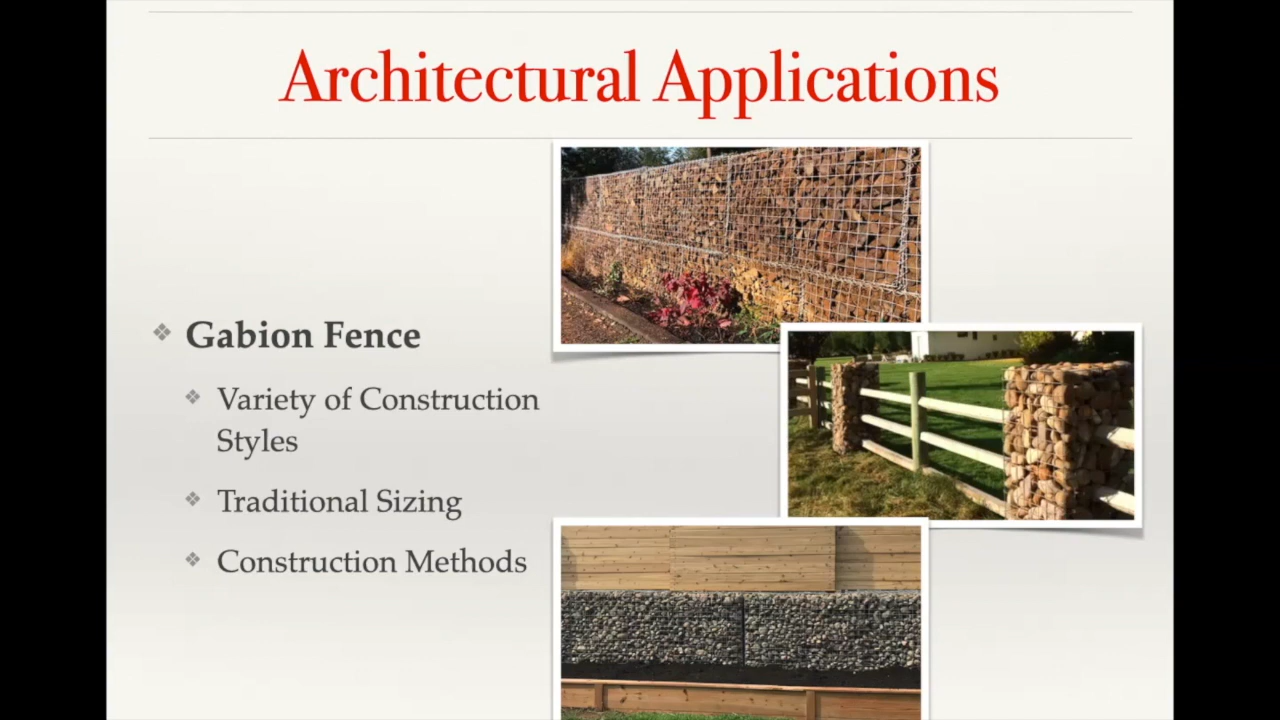 Architectural Applications
Gabion Fence
Variety of Construction
Styles
Traditional Sizing
Construction Methods